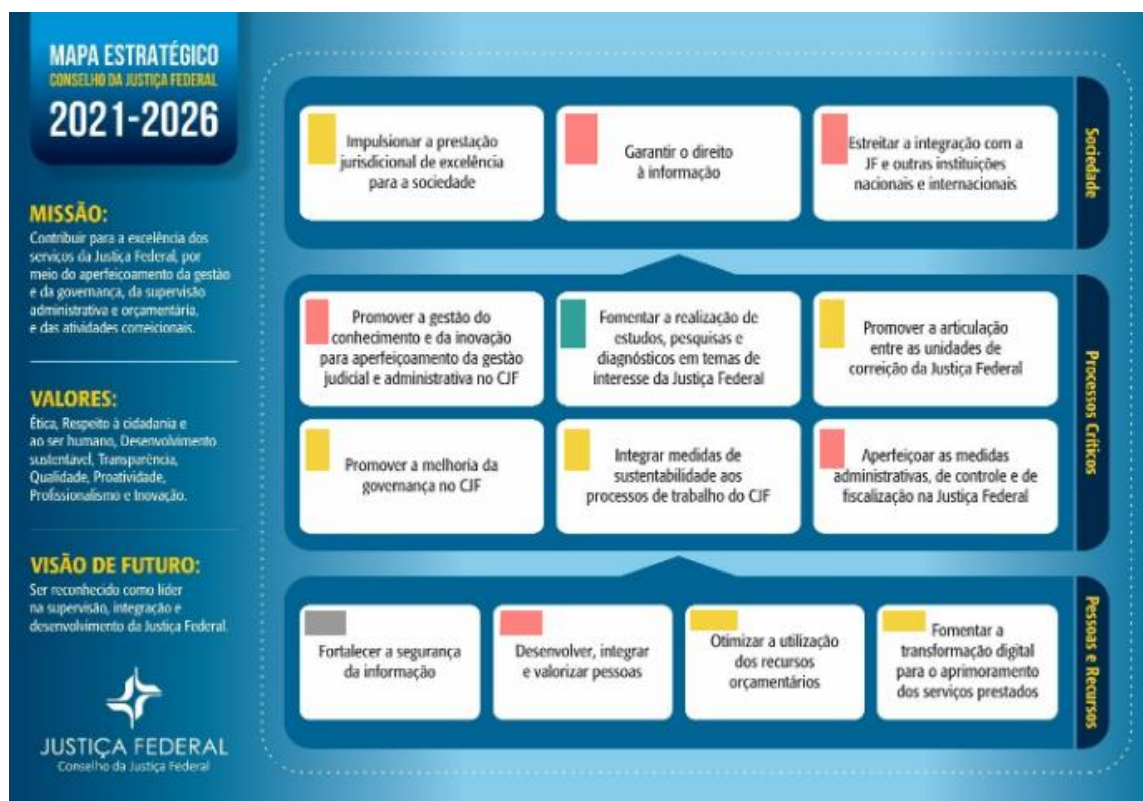 MAPA ESTRATÉGICO
CONSELHO DA JUSTIÇA FEDERAL
2021-2026
MISSÃO:
Contribuir para a excelência dos
serviços da Justiça Federal, por
meio do aperfeiçoamento da gestão
e da governança, da supervisão
administrativa e orçamentária,
e das atividades correicionais.
VALORES:
Ética, Respeito à cidadania e
ao ser humano, Desenvolvimento
sustentável, Transparência,
Qualidade, Proatividade,
Profissionalismo e Inovação.
VISÃO DE FUTURO:
Ser reconhecido como líder
na supervisão, integração e
desenvolvimento da Justiça Federal.
JUSTIÇA FEDERAL
Conselho da Justiça Federal
Impulsionar a prestação
jurisdicional de excelência
para a sociedade
Garantir o direito
à informação
Estreitar a integração com a
JF e outras instituições
nacionais e internacionais
Sociedade
Promover a gestão do
conhecimento e da inovação
para aperfeiçoamento da gestão
judicial e administrativa no CJF
Fomentar a realização de
estudos, pesquisas e
diagnósticos em temas de
interesse da Justiça Federal
Promover a articulação
entre as unidades de
correição da Justiça Federal
Promover a melhoria da
governança no CJF
Integrar medidas de
sustentabilidade aos
processos de trabalho do CJF
Aperfeiçoar as medidas
administrativas, de controle e de
fiscalização na Justiça Federal
Processos Críticos
Fortalecer a segurança
da informação
Desenvolver, integrar
e valorizar pessoas
Otimizar a utilização
dos recursos
orçamentários
Fomentar a
transformação digital
para o aprimoramento
dos serviços prestados
Pessoas e Recursos